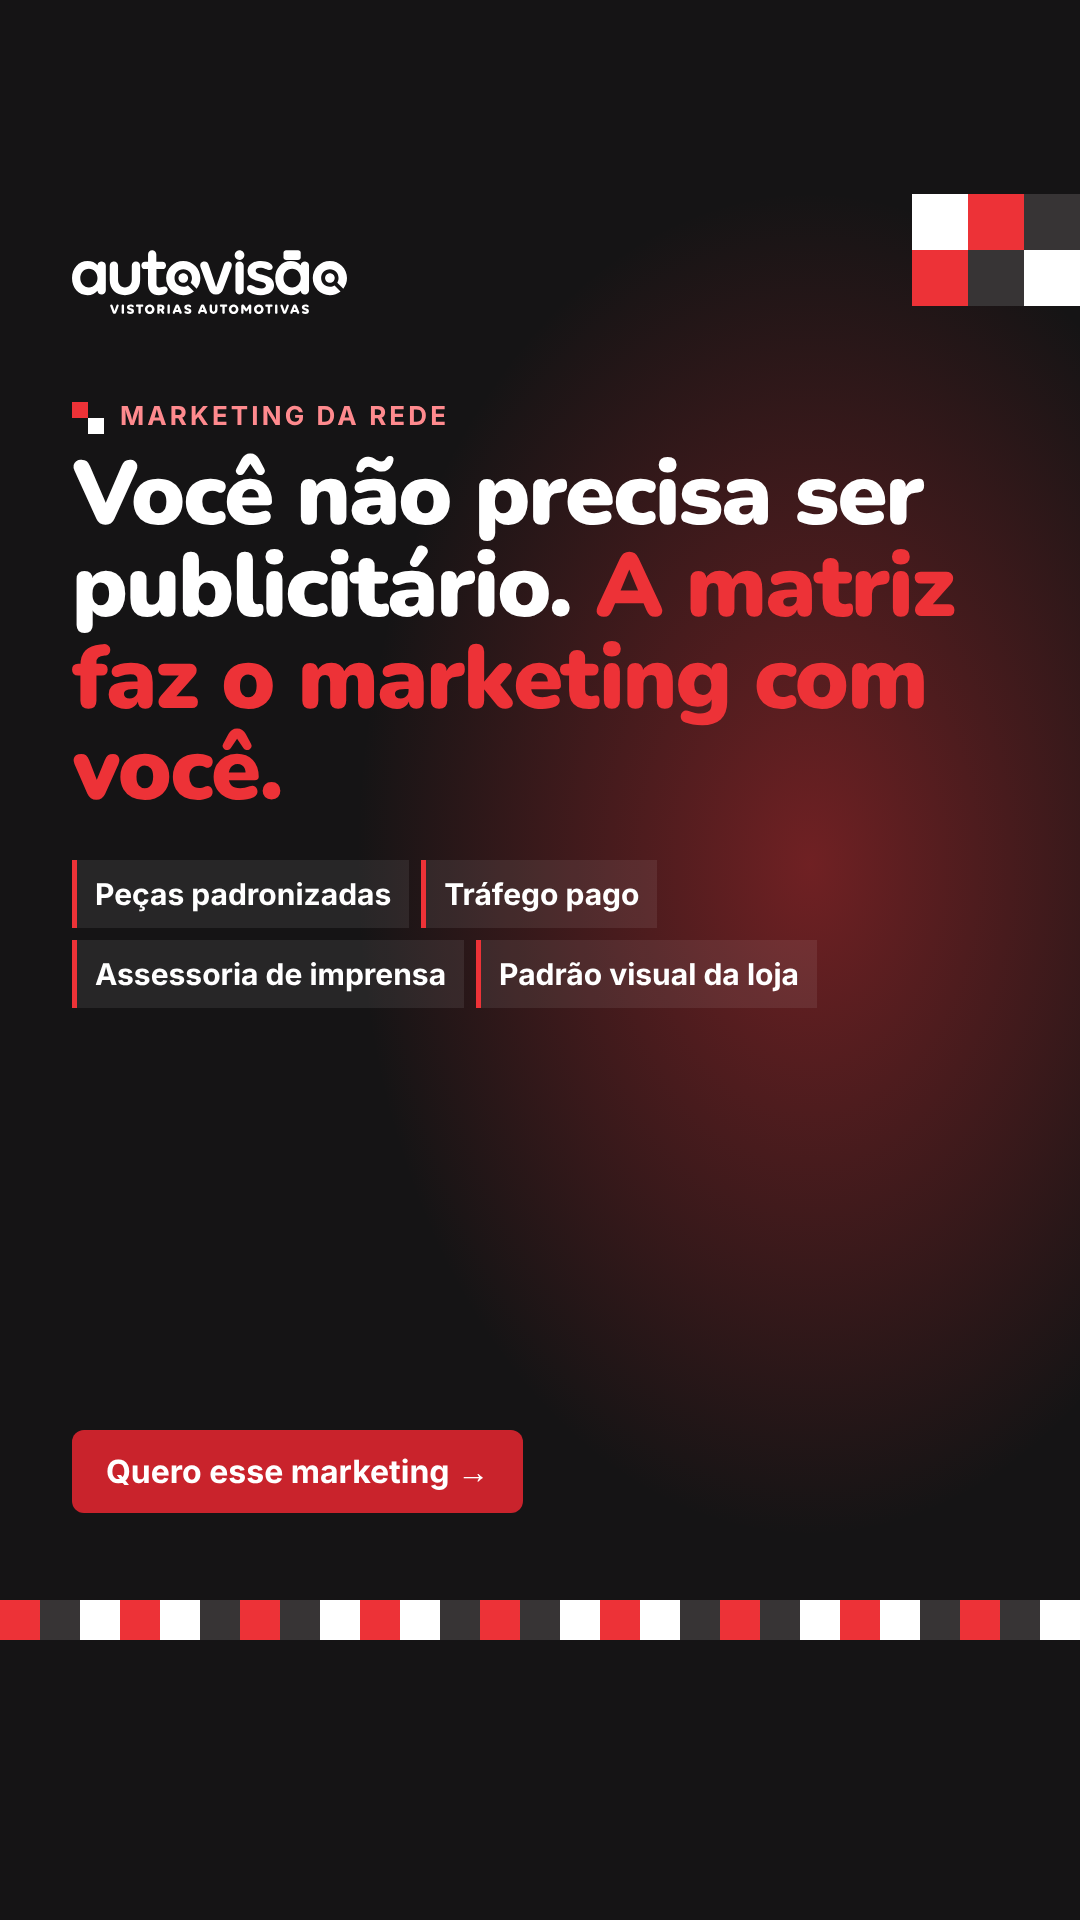 autovisão
VISTORIAS AUTOMOTIVAS
MARKETING DA REDE
Você não precisa ser
publicitário. A matriz
faz o marketing com
você.
Peças padronizadas
Tráfego pago
Assessoria de imprensa
Padrão visual da loja
Quero esse marketing →